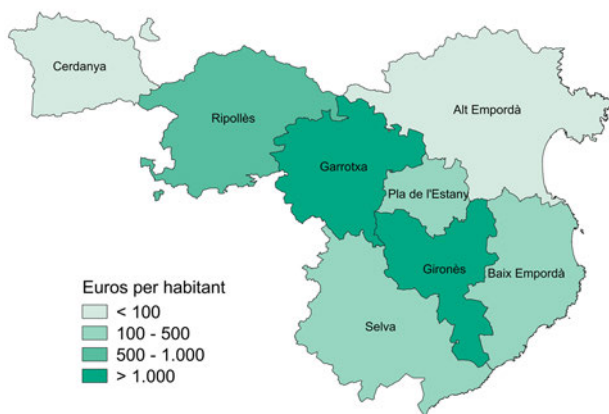 Cerdanya
Ripollès
Alt Empordà
Garrotxa
Pla de l'Estany
Gironès
Baix Empordà
Selva
Euros per habitant
< 100
100 - 500
500 - 1.000
> 1.000